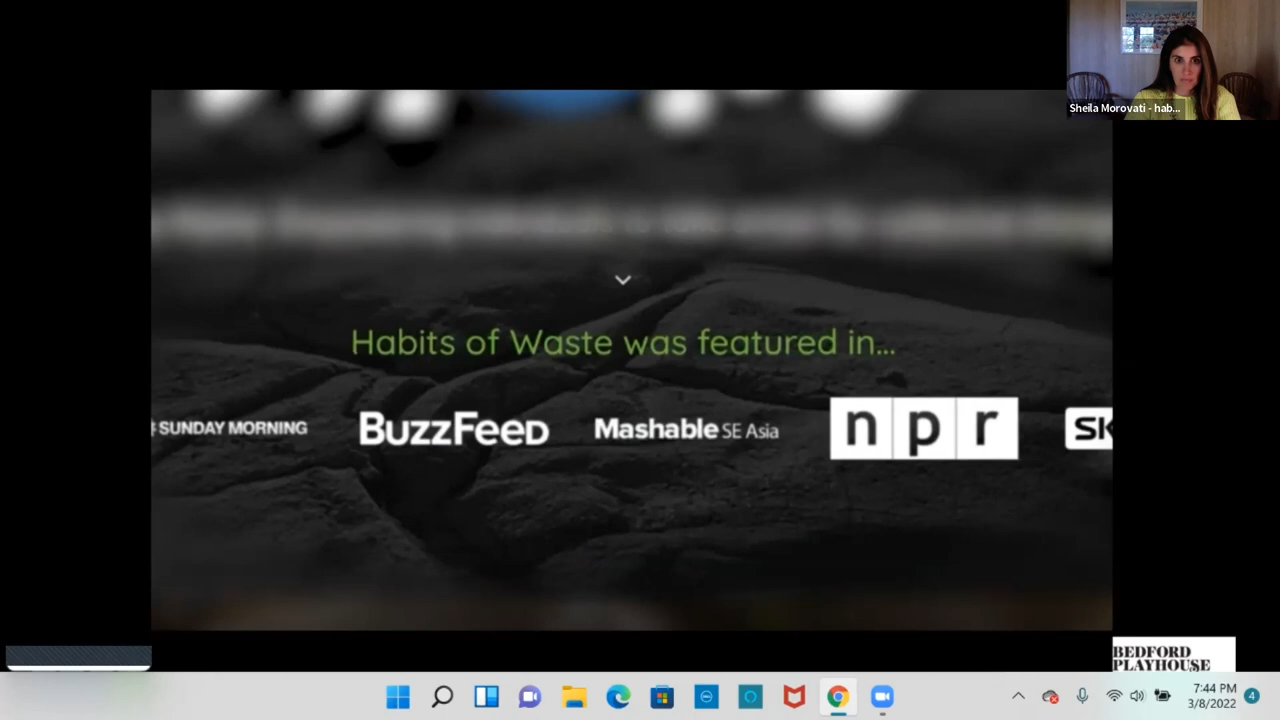 Sheila Morovati - hab...
Habits of Waste was featured in...
SUNDAY MORNING
BuzzFeed
Mashable SE Asia
npr
SK
BEDFORD
PLAYHOUSE
7:44 PM
3/8/2022
4